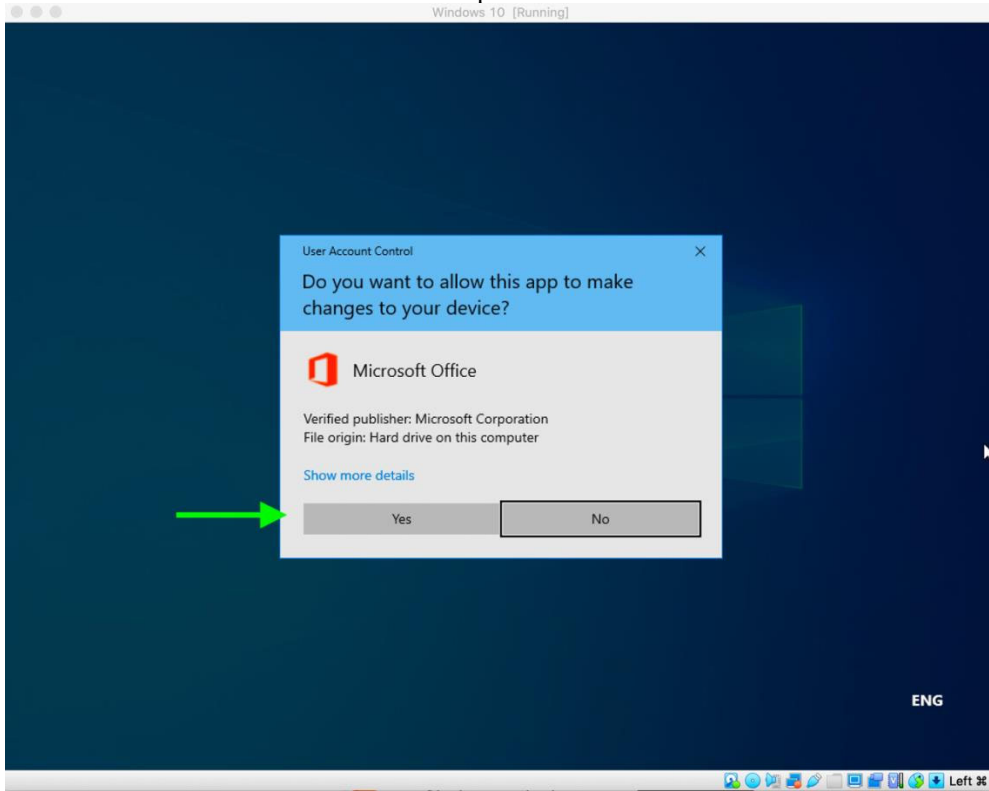 Windows 10 [Running]
User Account Control
Do you want to allow this app to make
changes to your device?
Microsoft Office
Verified publisher: Microsoft Corporation
File origin: Hard drive on this computer
Show more details
Yes No
ENG
Left ⌘